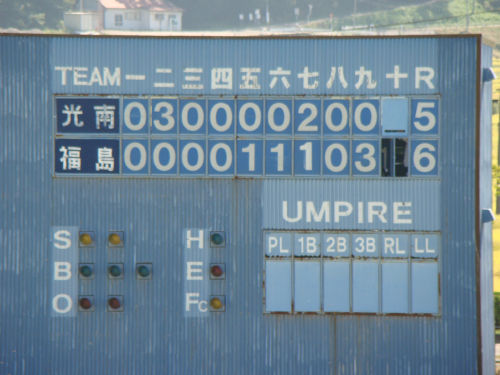 TEAM 一 二 三 四 五 六 七 八 九 十 R
光南 0 3 0 0 0 0 2 0 0 5
福島 0 0 0 0 1 1 1 0 3 6
UMPIRE
S H PL 1B 2B 3B RL LL
B E
O Fc